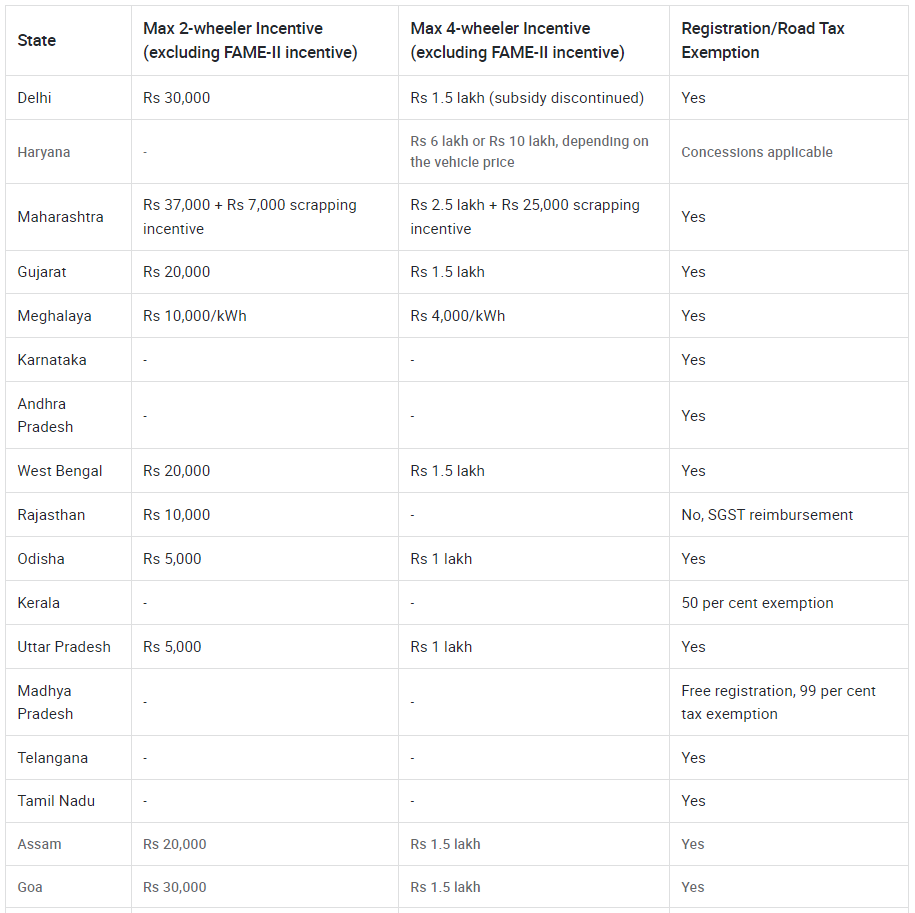 State Max 2-wheeler Incentive (excluding FAME-II incentive) Max 4-wheeler Incentive (excluding FAME-II incentive) Registration/Road Tax Exemption
Delhi Rs 30,000 Rs 1.5 lakh (subsidy discontinued) Yes
Haryana - Rs 6 lakh or Rs 10 lakh, depending on the vehicle price Concessions applicable
Maharashtra Rs 37,000 + Rs 7,000 scrapping incentive Rs 2.5 lakh + Rs 25,000 scrapping incentive Yes
Gujarat Rs 20,000 Rs 1.5 lakh Yes
Meghalaya Rs 10,000/kWh Rs 4,000/kWh Yes
Karnataka - - Yes
Andhra Pradesh - - Yes
West Bengal Rs 20,000 Rs 1.5 lakh Yes
Rajasthan Rs 10,000 - No, SGST reimbursement
Odisha Rs 5,000 Rs 1 lakh Yes
Kerala - - 50 per cent exemption
Uttar Pradesh Rs 5,000 Rs 1 lakh Yes
Madhya Pradesh - - Free registration, 99 per cent tax exemption
Telangana - - Yes
Tamil Nadu - - Yes
Assam Rs 20,000 Rs 1.5 lakh Yes
Goa Rs 30,000 Rs 1.5 lakh Yes